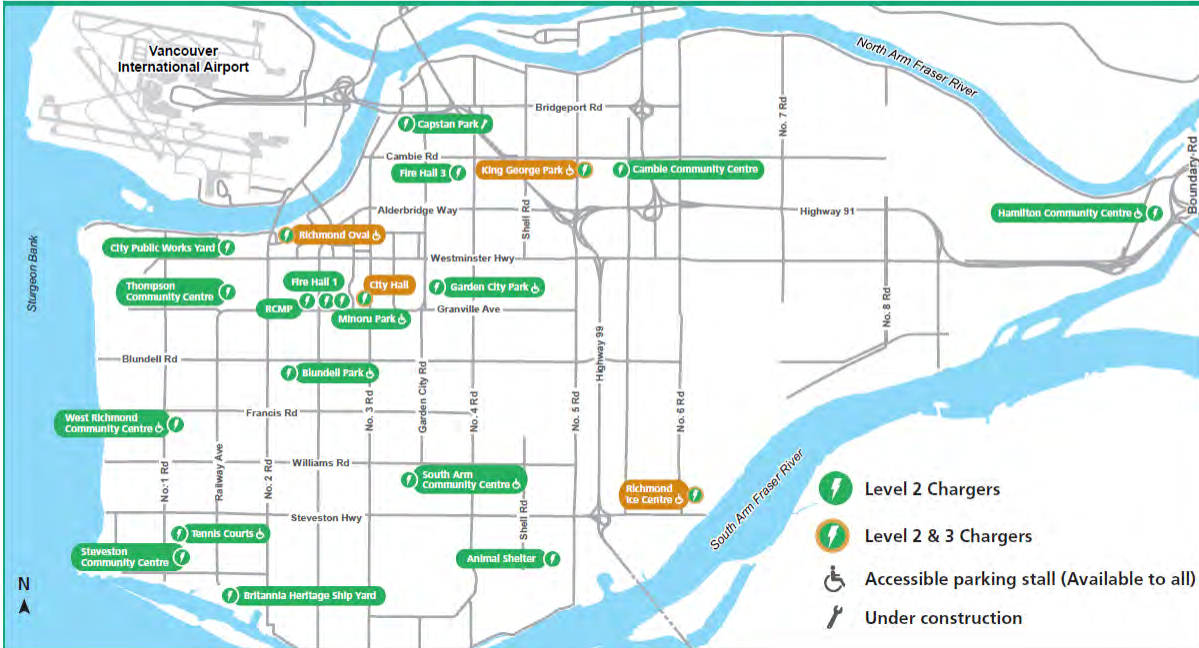 Vancouver
International Airport
North Arm Fraser River
Bridgeport Rd
No. 7 Rd
Capstan Park
Boundary Rd
Cambie Rd
Fire Hall 3
King George Park
Cambie Community Centre
Alderbridge Way
Shell Rd
Highway 91
Hamilton Community Centre
Richmond Oval
City Public Works Yard
Westminster Hwy
Sturgeon Bank
Thompson
Community Centre
Fire Hall 1
City Hall
Garden City Park
RCMP
Minoru Park
Granville Ave
No. 8 Rd
Highway 99
Blundell Rd
Blundell Park
No. 3 Rd
Garden City Rd
No. 4 Rd
No. 5 Rd
No. 6 Rd
Francis Rd
West Richmond
Community Centre
No. 1 Rd
Railway Ave
No. 2 Rd
Williams Rd
South Arm
Community Centre
Richmond
Ice Centre
South Arm Fraser River
Steveston Hwy
Shell Rd
Tennis Courts
Steveston
Community Centre
Animal Shelter
Britannia Heritage Ship Yard
N
Level 2 Chargers
Level 2 & 3 Chargers
Accessible parking stall (Available to all)
Under construction